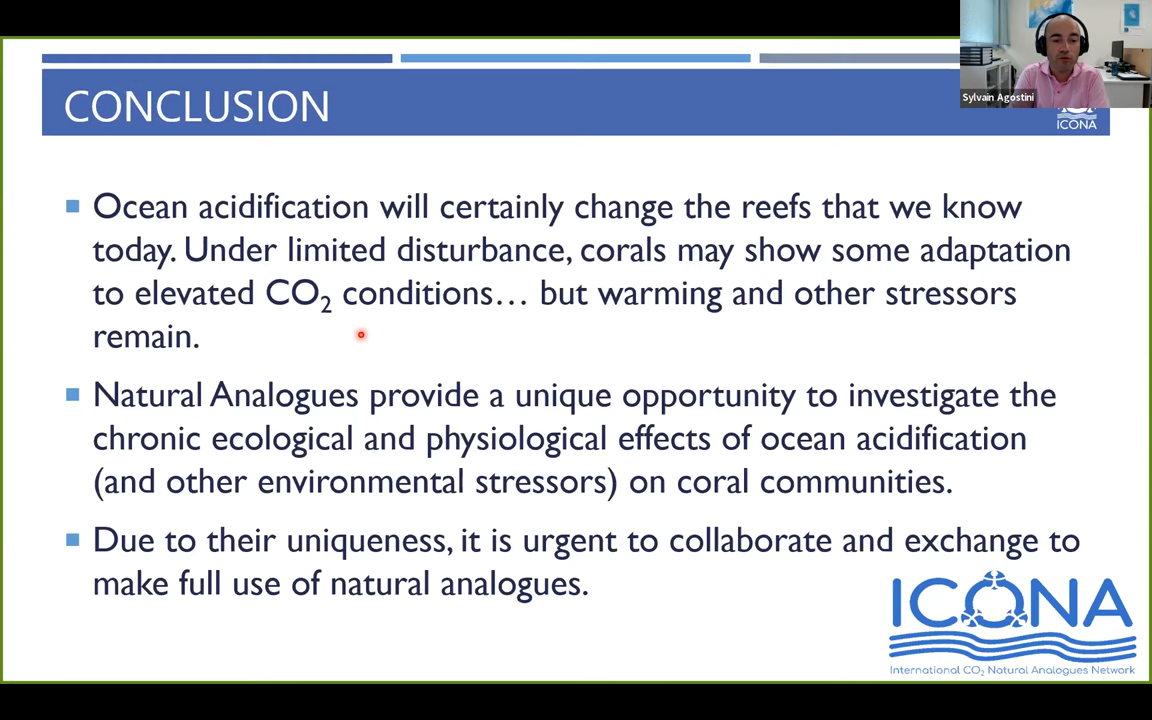 CONCLUSION
Sylvain Agostini
ICONA
Ocean acidification will certainly change the reefs that we know
today. Under limited disturbance, corals may show some adaptation
to elevated CO₂ conditions… but warming and other stressors
remain.
Natural Analogues provide a unique opportunity to investigate the
chronic ecological and physiological effects of ocean acidification
(and other environmental stressors) on coral communities.
Due to their uniqueness, it is urgent to collaborate and exchange to
make full use of natural analogues.
ICONA
International CO₂ Natural Analogues Network